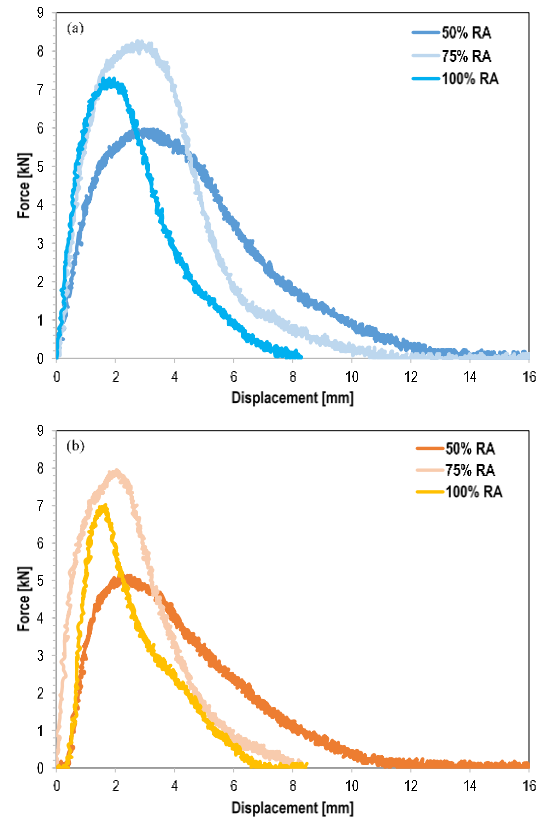 (a)
50% RA
75% RA
100% RA
Force [kN]
9
8
7
6
5
4
3
2
1
0
0 2 4 6 8 10 12 14 16
Displacement [mm]
(b)
50% RA
75% RA
100% RA
Force [kN]
9
8
7
6
5
4
3
2
1
0
0 2 4 6 8 10 12 14 16
Displacement [mm]